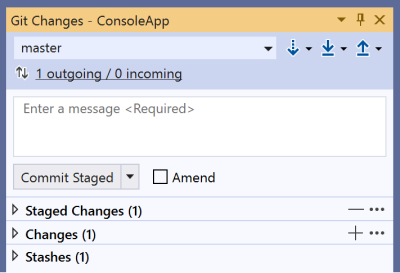 Git Changes - ConsoleApp
master
1 outgoing / 0 incoming
Enter a message <Required>
Commit Staged
Amend
Staged Changes (1)
Changes (1)
Stashes (1)